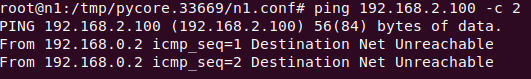 root@n1:/tmp/pycore.33669/n1.conf# ping 192.168.2.100 -c 2
PING 192.168.2.100 (192.168.2.100) 56(84) bytes of data.
From 192.168.0.2 icmp_seq=1 Destination Net Unreachable
From 192.168.0.2 icmp_seq=2 Destination Net Unreachable